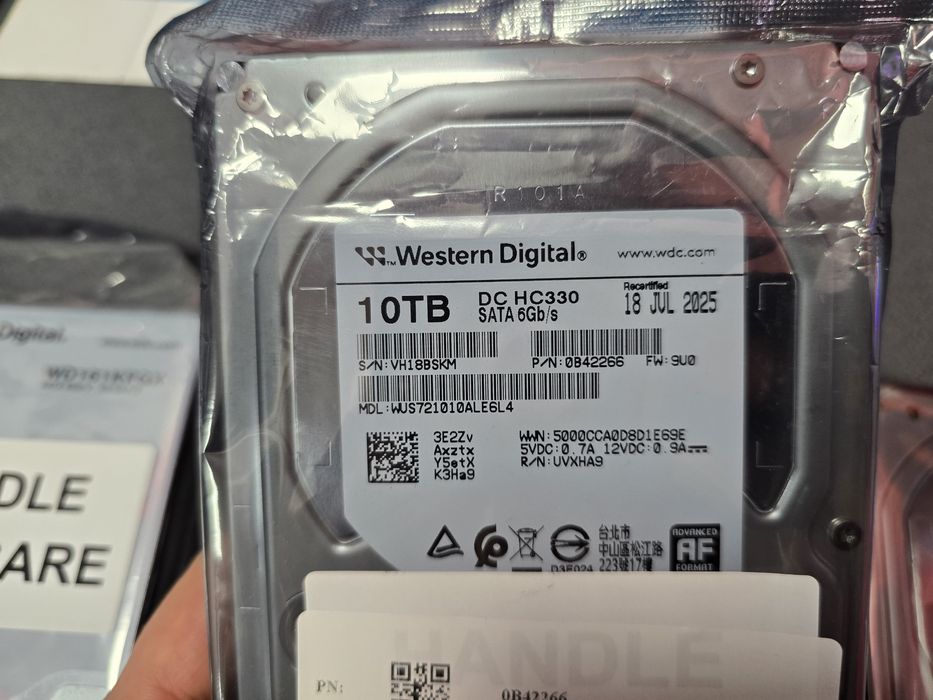 R101A
Western Digital® www.wdc.com
10TB
DC HC330
SATA 6Gb/s
Recertified
18 JUL 2025
S/N:VH18BSKM P/N:0B42266 FW:9U0
MDL:WUS721010ALE6L4
3E2Zv
Axztx
Y5etX
K3Ha9
WWN:5000CCA0D8D1E69E
5VDC:0.7A 12VDC:0.9A
R/N:UVXHA9
台北市
中山區松江路
223號17樓
D3E024
ADVANCED
AF
FORMAT
HANDLE
PN: 0B42266
Digital.
WD181KFGX
DLE
ARE